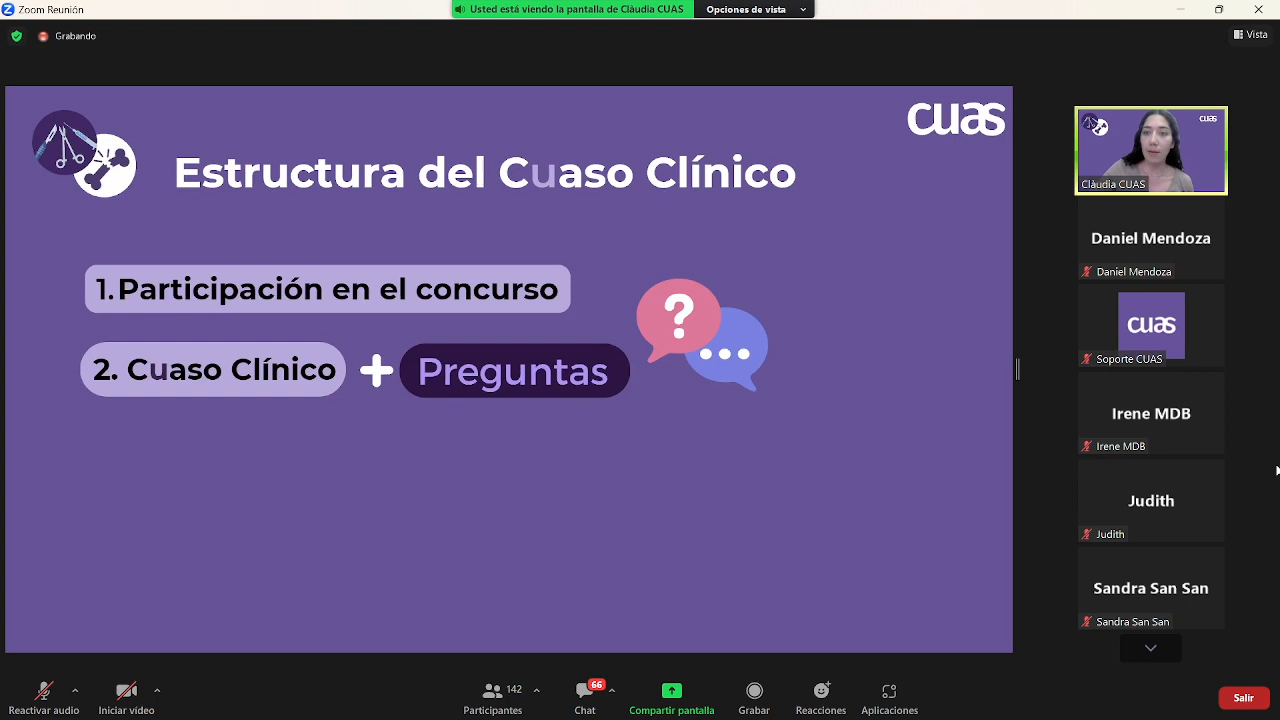 Zoom Reunión
Usted está viendo la pantalla de Clàudia CUAS
Opciones de vista
Grabando
Vista
cuas
Estructura del Cuaso Clínico
1.Participación en el concurso
2. Cuaso Clínico + Preguntas
?
cuas
Clàudia CUAS
Daniel Mendoza
Daniel Mendoza
cuas
Soporte CUAS
Irene MDB
Irene MDB
Judith
Judith
Sandra San San
Sandra San San
Reactivar audio
Iniciar vídeo
142
Participantes
66
Chat
Compartir pantalla
Grabar
Reacciones
Aplicaciones
Salir